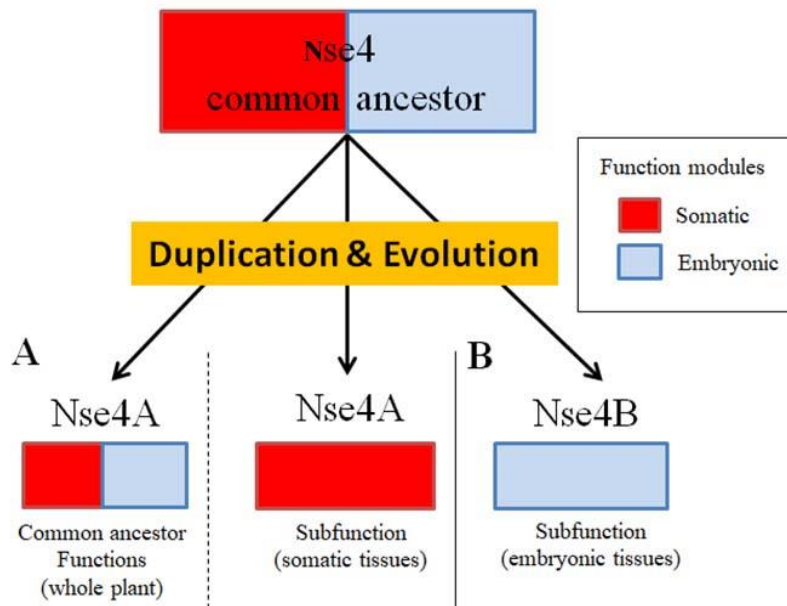 Nse4
common ancestor
Function modules
Somatic
Embryonic
Duplication & Evolution
A
B
Nse4A
Nse4A
Nse4B
Common ancestor
Functions
(whole plant)
Subfunction
(somatic tissues)
Subfunction
(embryonic tissues)